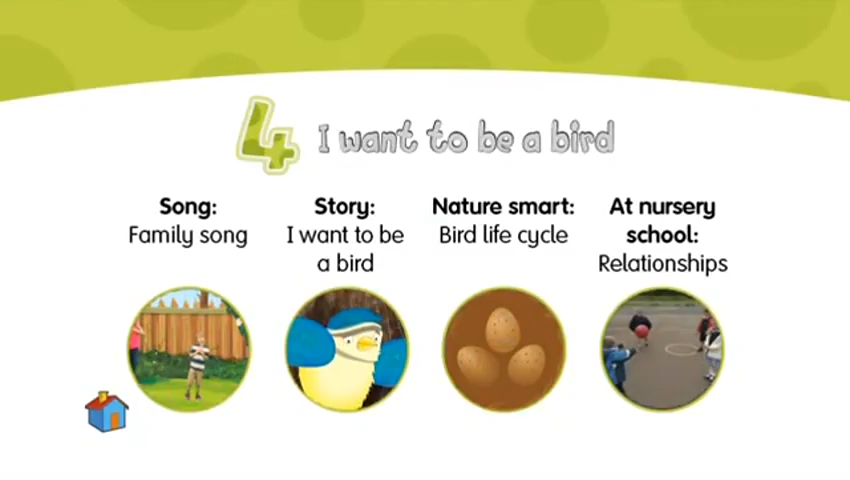 4 I want to be a bird
Song:
Family song
Story:
I want to be
a bird
Nature smart:
Bird life cycle
At nursery
school:
Relationships